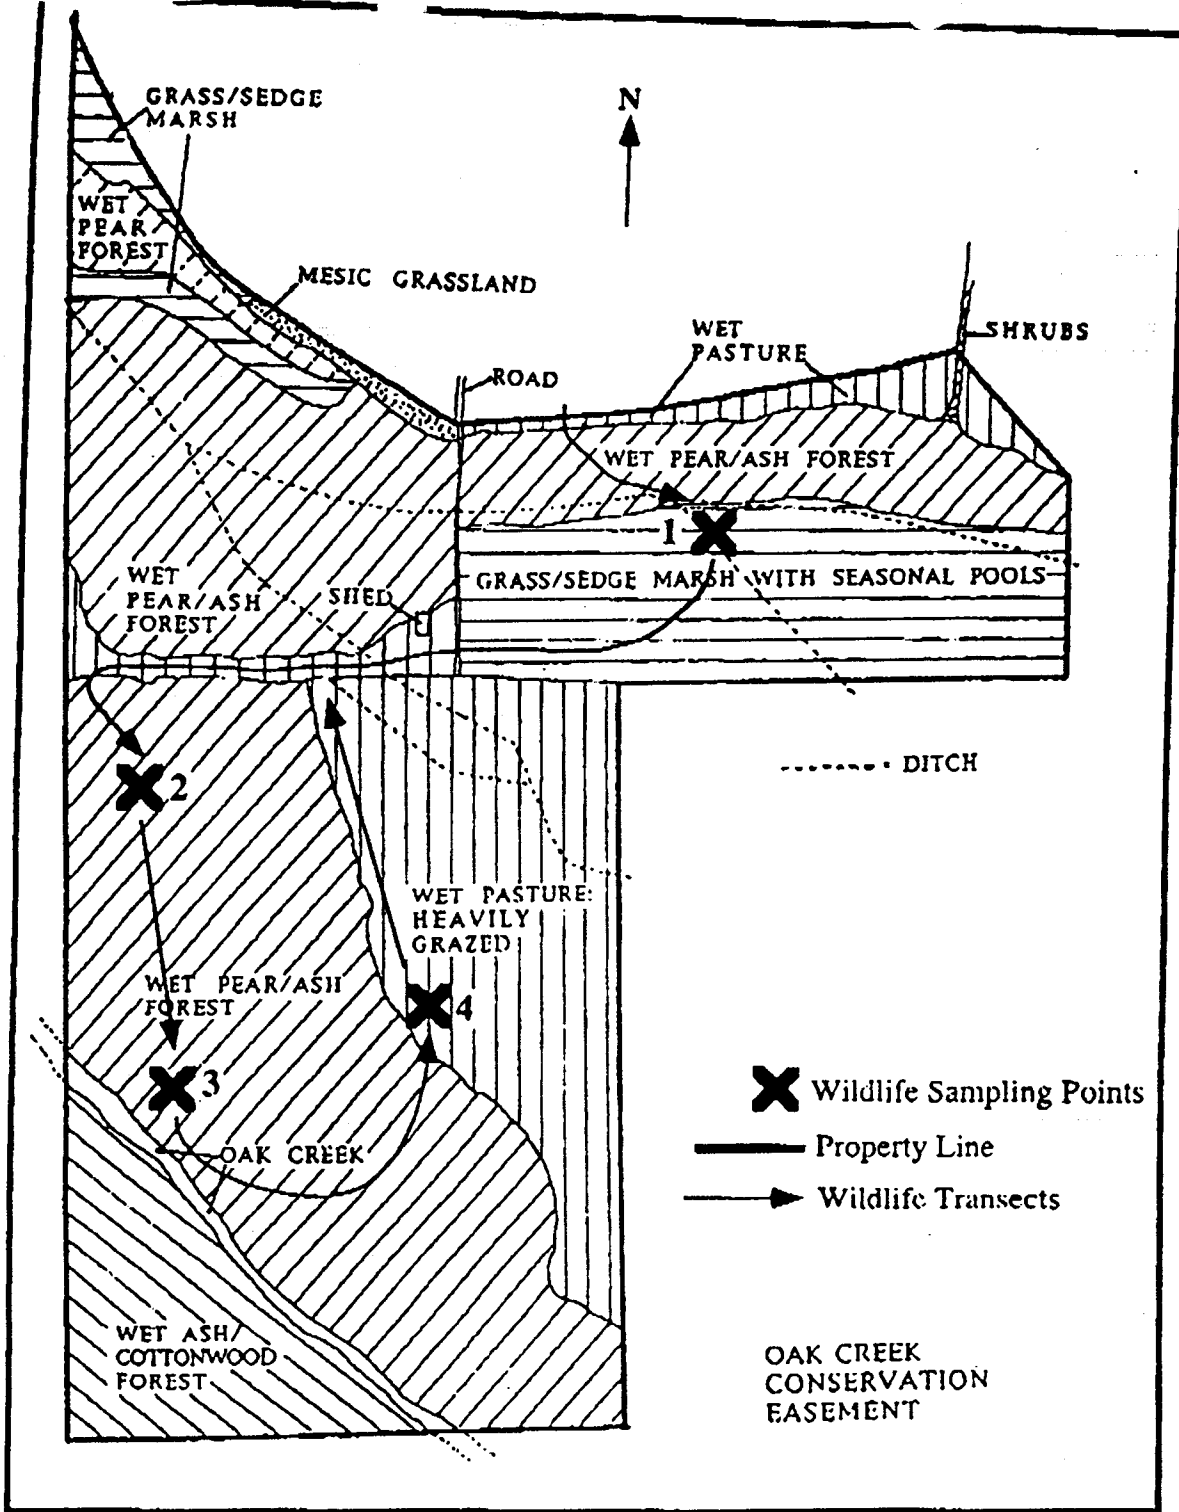 GRASS/SEDGE
MARSH
N
WET
PEAR
FOREST
MESIC GRASSLAND
WET
PASTURE
SHRUBS
ROAD
WET PEAR/ASH FOREST
1
GRASS/SEDGE MARSH WITH SEASONAL POOLS
WET
PEAR/ASH
FOREST
SHED
DITCH
2
WET PASTURE:
HEAVILY
GRAZED
WET PEAR/ASH
FOREST
4
3
Wildlife Sampling Points
Property Line
OAK CREEK
Wildlife Transects
WET ASH/
COTTONWOOD
FOREST
OAK CREEK
CONSERVATION
EASEMENT